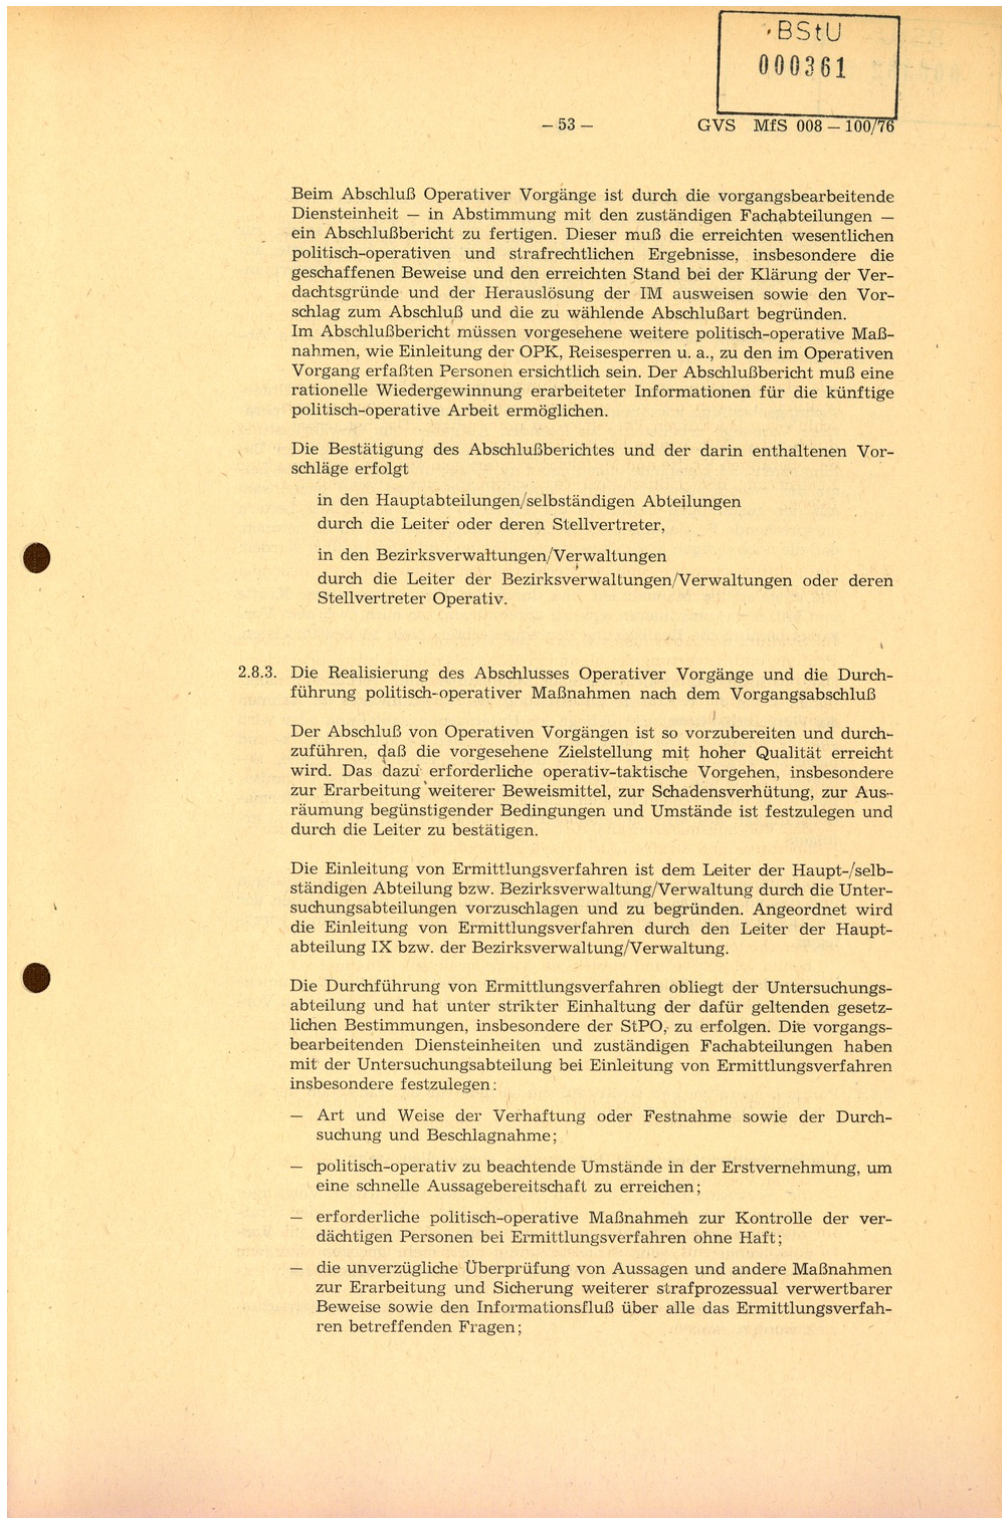 BStU
000361
— 53 —
GVS MfS 008 — 100/76
Beim Abschluß Operativer Vorgänge ist durch die vorgangsbearbeitende
Diensteinheit — in Abstimmung mit den zuständigen Fachabteilungen —
ein Abschlußbericht zu fertigen. Dieser muß die erreichten wesentlichen
politisch-operativen und strafrechtlichen Ergebnisse, insbesondere die
geschaffenen Beweise und den erreichten Stand bei der Klärung der Ver-
dachtsgründe und der Herauslösung der IM ausweisen sowie den Vor-
schlag zum Abschluß und die zu wählende Abschlußart begründen.
Im Abschlußbericht müssen vorgesehene weitere politisch-operative Maß-
nahmen, wie Einleitung der OPK, Reisesperren u. a., zu den im Operativen
Vorgang erfaßten Personen ersichtlich sein. Der Abschlußbericht muß eine
rationelle Wiedergewinnung erarbeiteter Informationen für die künftige
politisch-operative Arbeit ermöglichen.
Die Bestätigung des Abschlußberichtes und der darin enthaltenen Vor-
schläge erfolgt
in den Hauptabteilungen/selbständigen Abteilungen
durch die Leiter oder deren Stellvertreter,
in den Bezirksverwaltungen/Verwaltungen
durch die Leiter der Bezirksverwaltungen/Verwaltungen oder deren
Stellvertreter Operativ.
2.8.3. Die Realisierung des Abschlusses Operativer Vorgänge und die Durch-
führung politisch-operativer Maßnahmen nach dem Vorgangsabschluß
Der Abschluß von Operativen Vorgängen ist so vorzubereiten und durch-
zuführen, daß die vorgesehene Zielstellung mit hoher Qualität erreicht
wird. Das dazu erforderliche operativ-taktische Vorgehen, insbesondere
zur Erarbeitung weiterer Beweismittel, zur Schadensverhütung, zur Aus-
räumung begünstigender Bedingungen und Umstände ist festzulegen und
durch die Leiter zu bestätigen.
Die Einleitung von Ermittlungsverfahren ist dem Leiter der Haupt-/selb-
ständigen Abteilung bzw. Bezirksverwaltung/Verwaltung durch die Unter-
suchungsabteilungen vorzuschlagen und zu begründen. Angeordnet wird
die Einleitung von Ermittlungsverfahren durch den Leiter der Haupt-
abteilung IX bzw. der Bezirksverwaltung/Verwaltung.
Die Durchführung von Ermittlungsverfahren obliegt der Untersuchungs-
abteilung und hat unter strikter Einhaltung der dafür geltenden gesetz-
lichen Bestimmungen, insbesondere der StPO, zu erfolgen. Die vorgangs-
bearbeitenden Diensteinheiten und zuständigen Fachabteilungen haben
mit der Untersuchungsabteilung bei Einleitung von Ermittlungsverfahren
insbesondere festzulegen:
— Art und Weise der Verhaftung oder Festnahme sowie der Durch-
suchung und Beschlagnahme;
— politisch-operativ zu beachtende Umstände in der Erstvernehmung, um
eine schnelle Aussagebereitschaft zu erreichen;
— erforderliche politisch-operative Maßnahmen zur Kontrolle der ver-
dächtigen Personen bei Ermittlungsverfahren ohne Haft;
— die unverzügliche Überprüfung von Aussagen und andere Maßnahmen
zur Erarbeitung und Sicherung weiterer strafprozessual verwertbarer
Beweise sowie den Informationsfluß über alle das Ermittlungsverfah-
ren betreffenden Fragen;